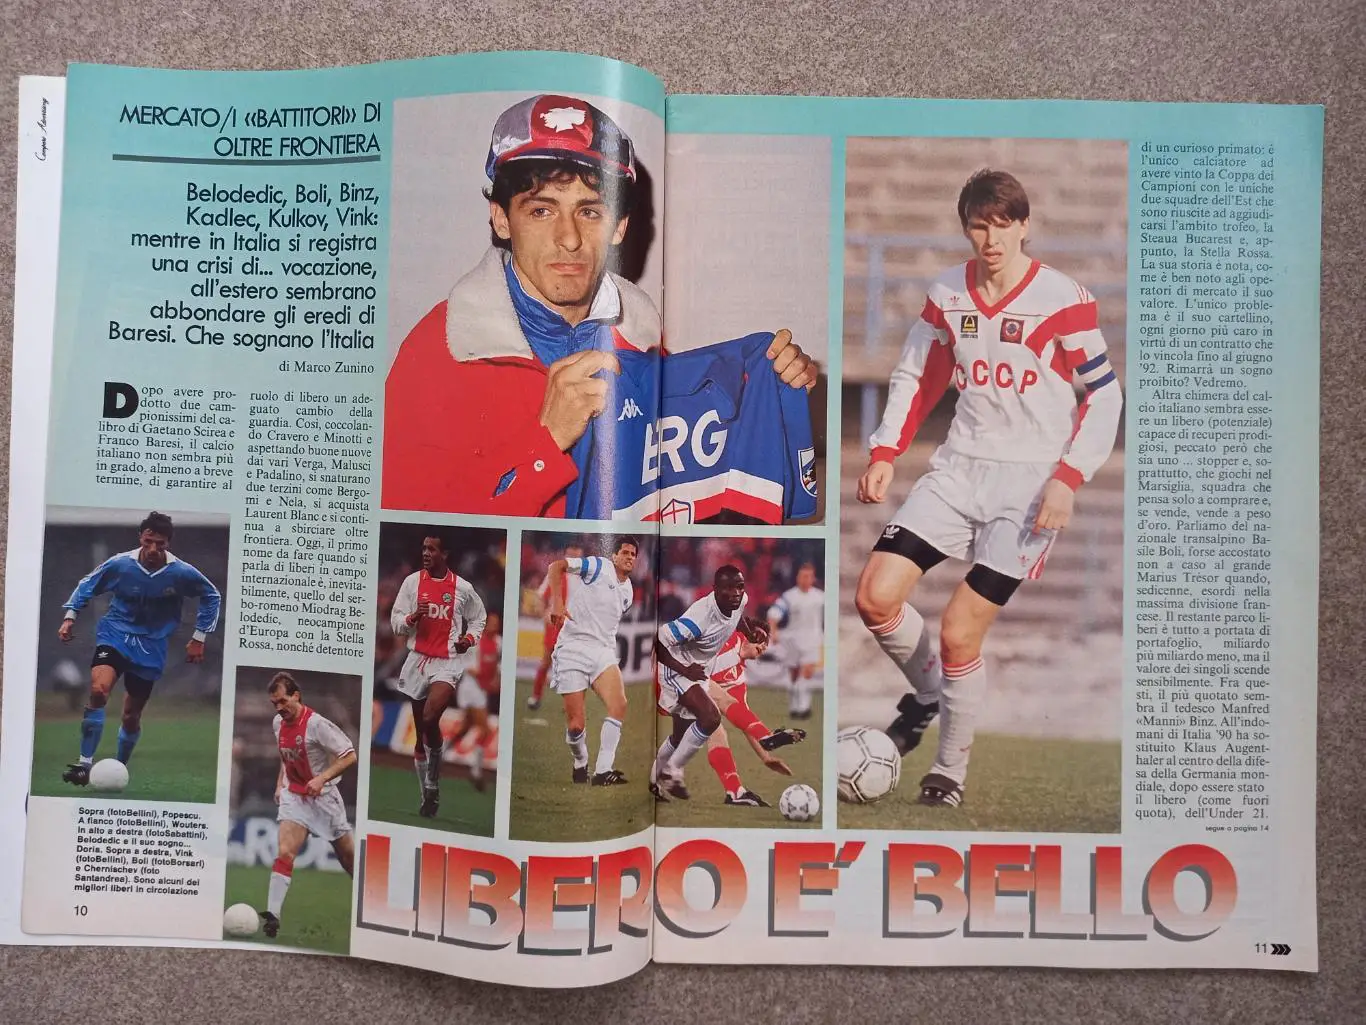 Campari Advertising
MERCATO/I «BATTITORI» DI
OLTRE FRONTIERA
Belodedic, Boli, Binz,
Kadlec, Kulkov, Vink:
mentre in Italia si registra
una crisi di... vocazione,
all'estero sembrano
abbondare gli eredi di
Baresi. Che sognano l'Italia
di Marco Zunino
Dopo avere pro-
dotto due cam-
pionissimi del ca-
libro di Gaetano Scirea e
Franco Baresi, il calcio
italiano non sembra più
in grado, almeno a breve
termine, di garantire al
ruolo di libero un ade-
guato cambio della
guardia. Così, coccolan-
do Cravero e Minotti e
aspettando buone nuove
dai vari Verga, Malusci
e Padalino, si snaturano
due terzini come Bergo-
mi e Nela, si acquista
Laurent Blanc e si conti-
nua a sbirciare oltre
frontiera. Oggi, il primo
nome da fare quando si
parla di liberi in campo
internazionale è, inevita-
bilmente, quello del ser-
bo-romeno Miodrag Be-
lodedic, neocampione
d'Europa con la Stella
Rossa, nonché detentore
di un curioso primato: è
l'unico calciatore ad
avere vinto la Coppa dei
Campioni con le uniche
due squadre dell'Est che
sono riuscite ad aggiudi-
carsi l'ambito trofeo, la
Steaua Bucarest e, ap-
punto, la Stella Rossa.
La sua storia è nota, co-
me è ben noto agli ope-
ratori di mercato il suo
valore. L'unico problema
è il suo cartellino,
ogni giorno più caro in
virtù di un contratto che
lo vincola fino al giugno
'92. Rimarrà un sogno
proibito? Vedremo.
Altra chimera del cal-
cio italiano sembra esse-
re un libero (potenziale)
capace di recuperi prodi-
giosi, peccato però che
sia uno ... stopper e, so-
prattutto, che giochi nel
Marsiglia, squadra che
pensa solo a comprare e,
se vende, vende a peso
d'oro. Parliamo del na-
zionale transalpino Ba-
sile Boli, forse accostato
non a caso al grande
Marius Trésor quando,
sedicenne, esordì nella
massima divisione fran-
cese. Il restante parco li-
beri è tutto a portata di
portafoglio, miliardo
più miliardo meno, ma il
valore dei singoli scende
sensibilmente. Fra que-
sti, il più quotato sem-
bra il tedesco Manfred
«Manni» Binz. All'indo-
mani di Italia '90 ha so-
stituito Klaus Augent-
haler al centro della dife-
sa della Germania mon-
diale, dopo essere stato
il libero (come fuori
quota), dell'Under 21.
segue a pagina 14
BERG
CCCP
Sopra (fotoBellini), Popescu.
A fianco (fotoBellini), Wouters.
In alto a destra (fotoSabattini),
Belodedic e il suo sogno...
Doria. Sopra a destra, Vink
(fotoBellini), Boli (fotoBorsari)
e Chernischev (foto
Santandrea). Sono alcuni dei
migliori liberi in circolazione
LIBERO E' BELLO
10
11